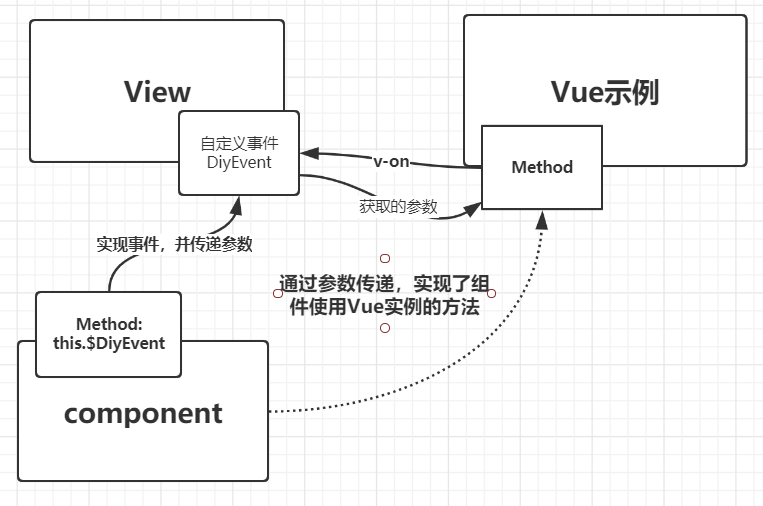 View
Vue示例
自定义事件
DiyEvent
v-on
Method
获取的参数
实现事件，并传递参数
通过参数传递，实现了组
件使用Vue实例的方法
Method:
this.$DiyEvent
component